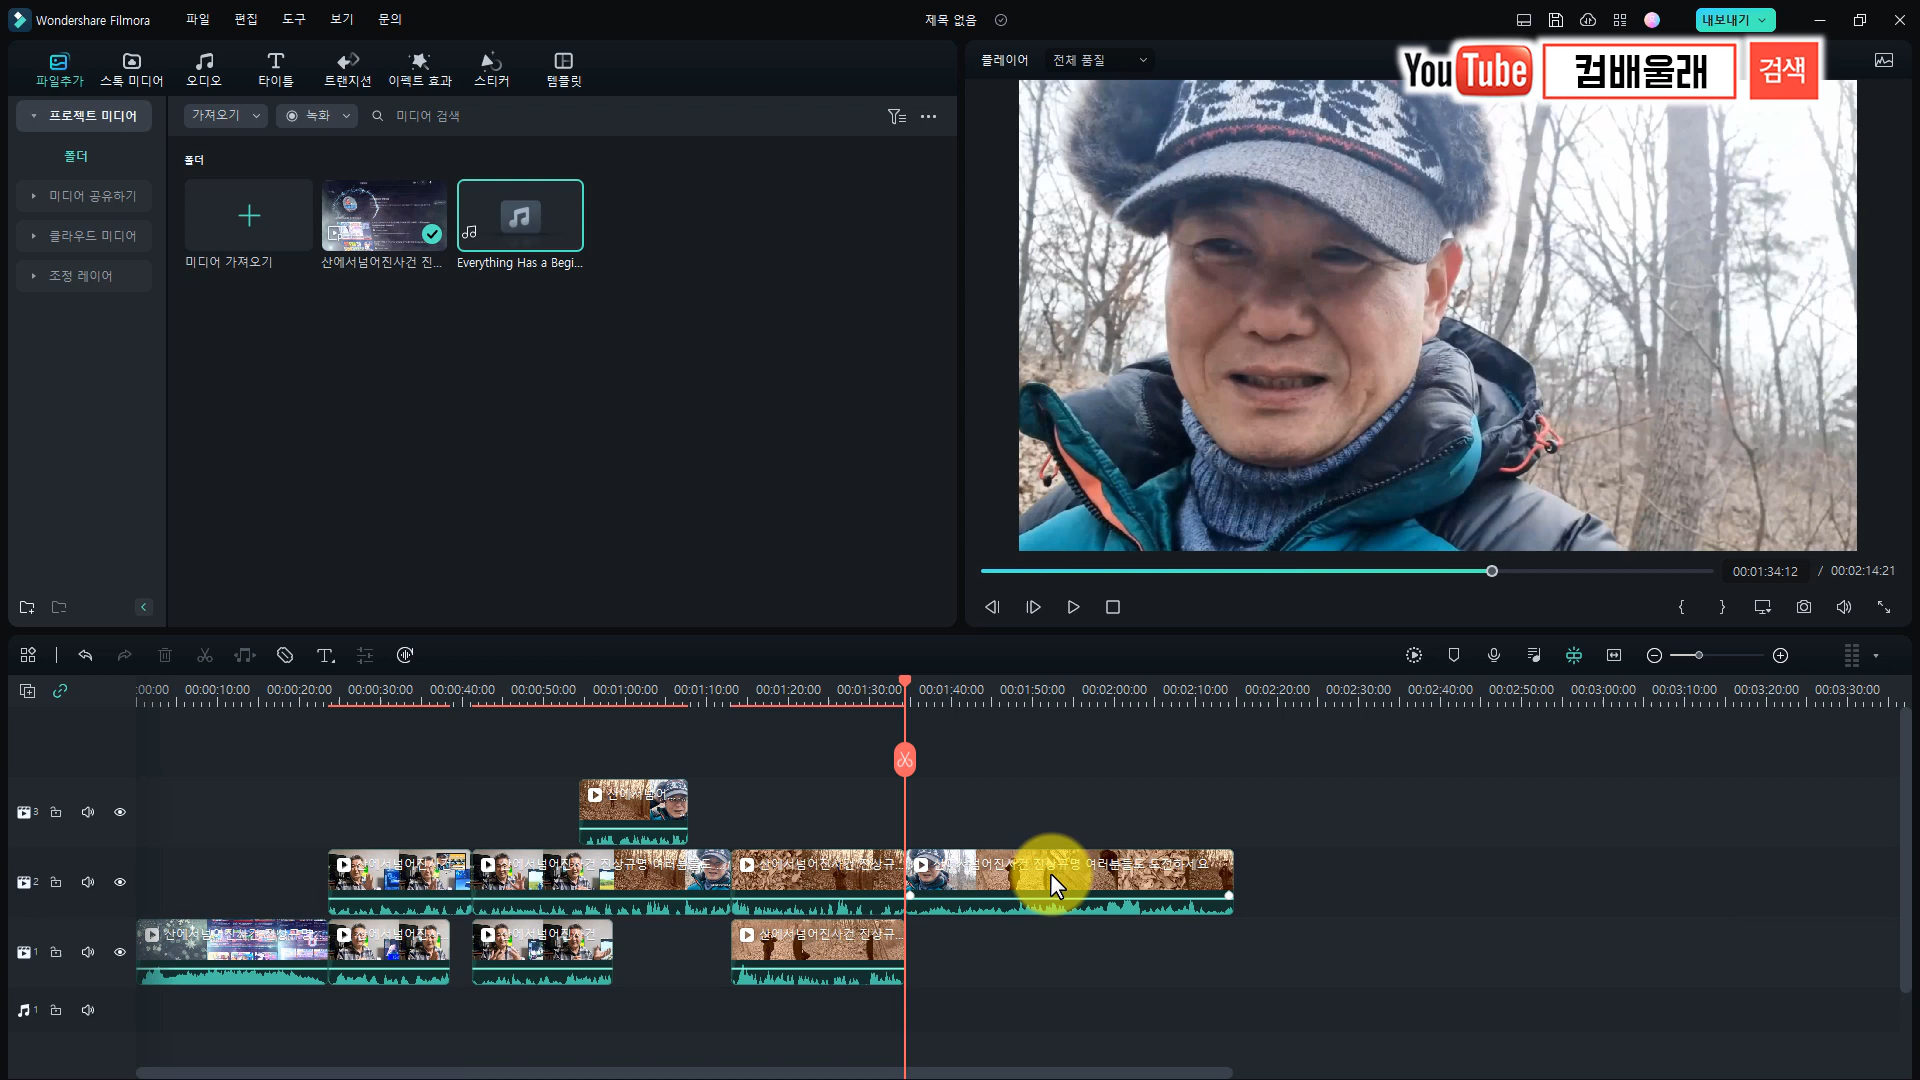 Wondershare Filmora
파일
편집
도구
보기
문의
제목 없음
내보내기
파일추가
스톡 미디어
오디오
타이틀
트랜지션
이펙트 효과
스티커
템플릿
플레이어
전체 품질
YouTube
컴배울래
검색
프로젝트 미디어
폴더
미디어 공유하기
클라우드 미디어
조정 레이어
가져오기
녹화
미디어 검색
폴더
미디어 가져오기
산에서넘어진사건 진...
Everything Has a Begi...
00:01:34:12 / 00:02:14:21
:00:00 00:00:10:00 00:00:20:00 00:00:30:00 00:00:40:00 00:00:50:00 00:01:00:00 00:01:10:00 00:01:20:00 00:01:30:00 00:01:40:00 00:01:50:00 00:02:00:00 00:02:10:00 00:02:20:00 00:02:30:00 00:02:40:00 00:02:50:00 00:03:00:00 00:03:10:00 00:03:20:00 00:03:30:00
3
산에서넘어...
2
산에서넘어진사건
산에서넘어진사건 진상규명 여러분들도
산에서넘어진사건 진상규...
산에서넘어진사건 진상규명 여러분들도 도전하세요
1
산에서넘어진사건 진상규명
산에서넘어진사
산에서넘어진사건
산에서넘어진사건 진상규...
1